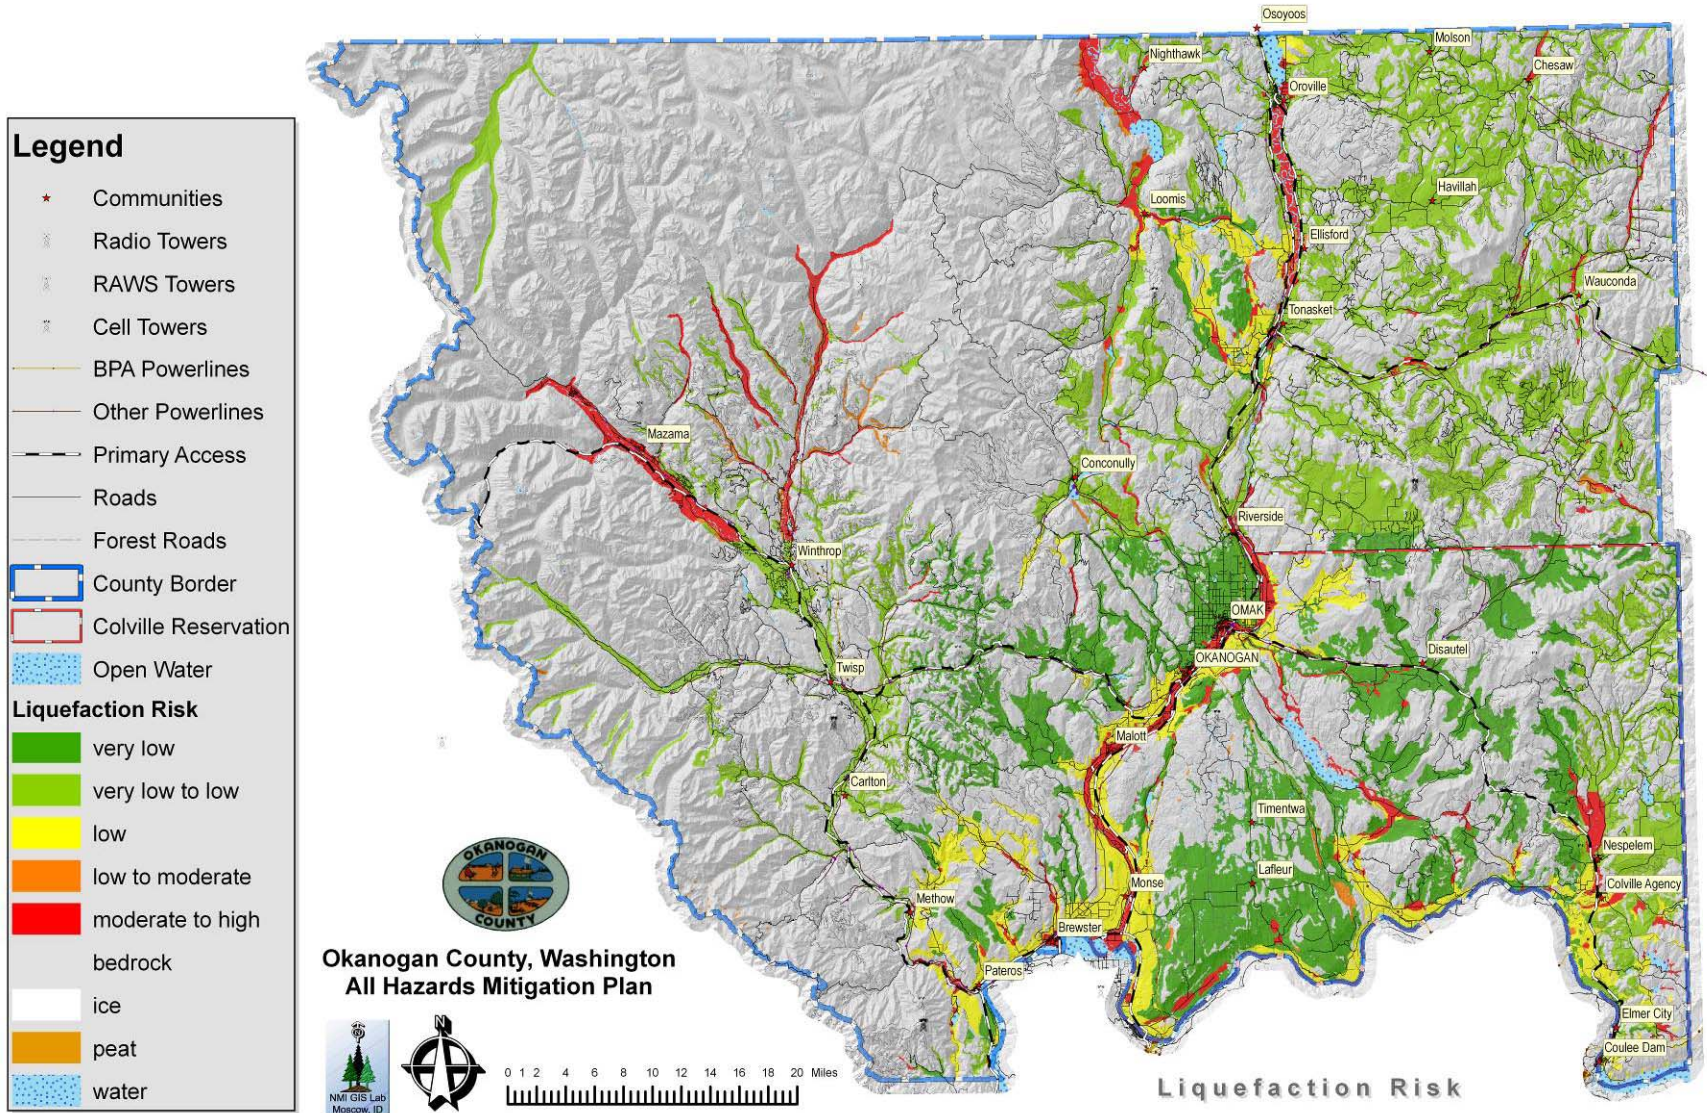 Legend
Communities
Radio Towers
RAWS Towers
Cell Towers
BPA Powerlines
Other Powerlines
Primary Access
Roads
Forest Roads
County Border
Colville Reservation
Open Water
Liquefaction Risk
very low
very low to low
low
low to moderate
moderate to high
bedrock
ice
peat
water
Osoyoos
Molson
Nighthawk
Chesaw
Oroville
Havillah
Loomis
Ellisford
Wauconda
Tonasket
Mazama
Conconully
Riverside
Winthrop
OMAK
Disautel
OKANOGAN
Twisp
Malott
Carlton
Timentwa
Nespelem
Lafleur
Monse
Colville Agency
Methow
Brewster
Pateros
Elmer City
Coulee Dam
OKANOGAN
COUNTY
Okanogan County, Washington
All Hazards Mitigation Plan
N
NMI GIS Lab
Moscow, ID
0 1 2 4 6 8 10 12 14 16 18 20 Miles
Liquefaction Risk